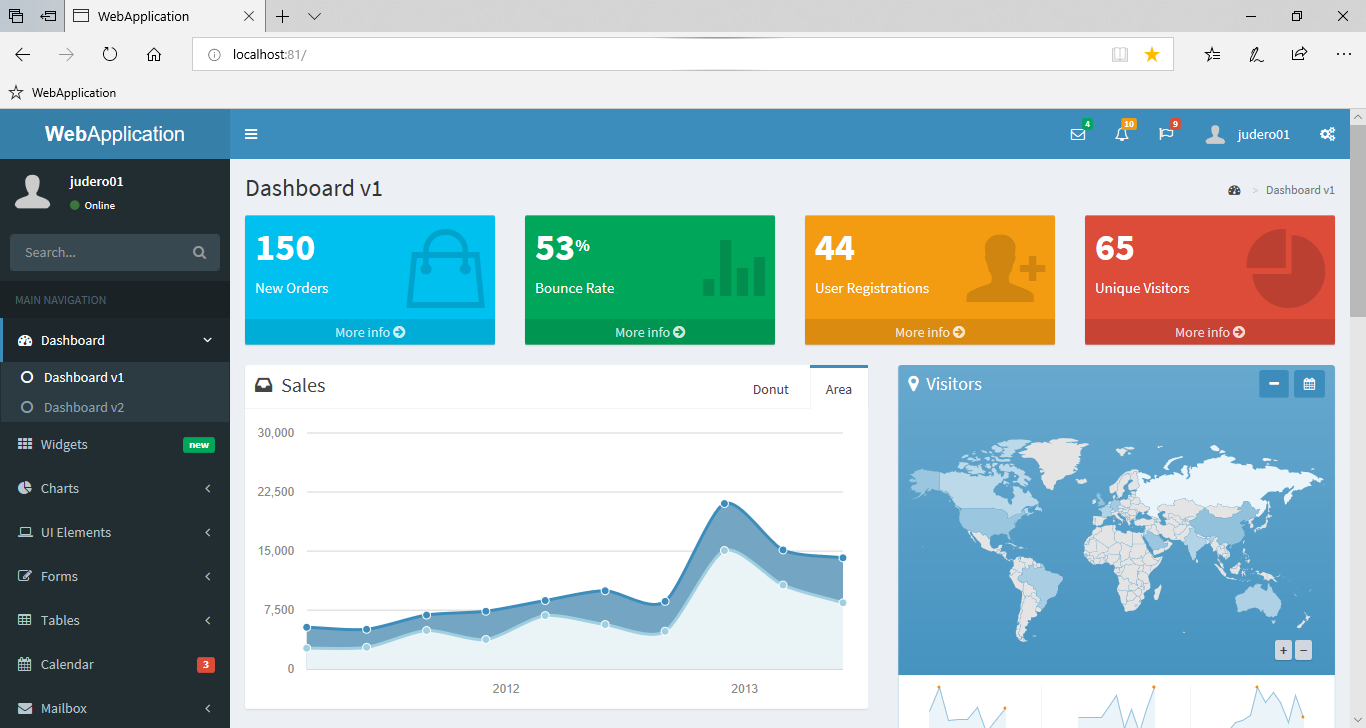 WebApplication
localhost:81/
WebApplication
WebApplication
4
10
9
judero01
judero01
Online
Search...
MAIN NAVIGATION
Dashboard
Dashboard v1
Dashboard v2
Widgets
new
Charts
UI Elements
Forms
Tables
Calendar
3
Mailbox
Dashboard v1
> Dashboard v1
150
New Orders
More info
53%
Bounce Rate
More info
44
User Registrations
More info
65
Unique Visitors
More info
Sales
Donut
Area
30,000
22,500
15,000
7,500
0
2012
2013
Visitors
+
−